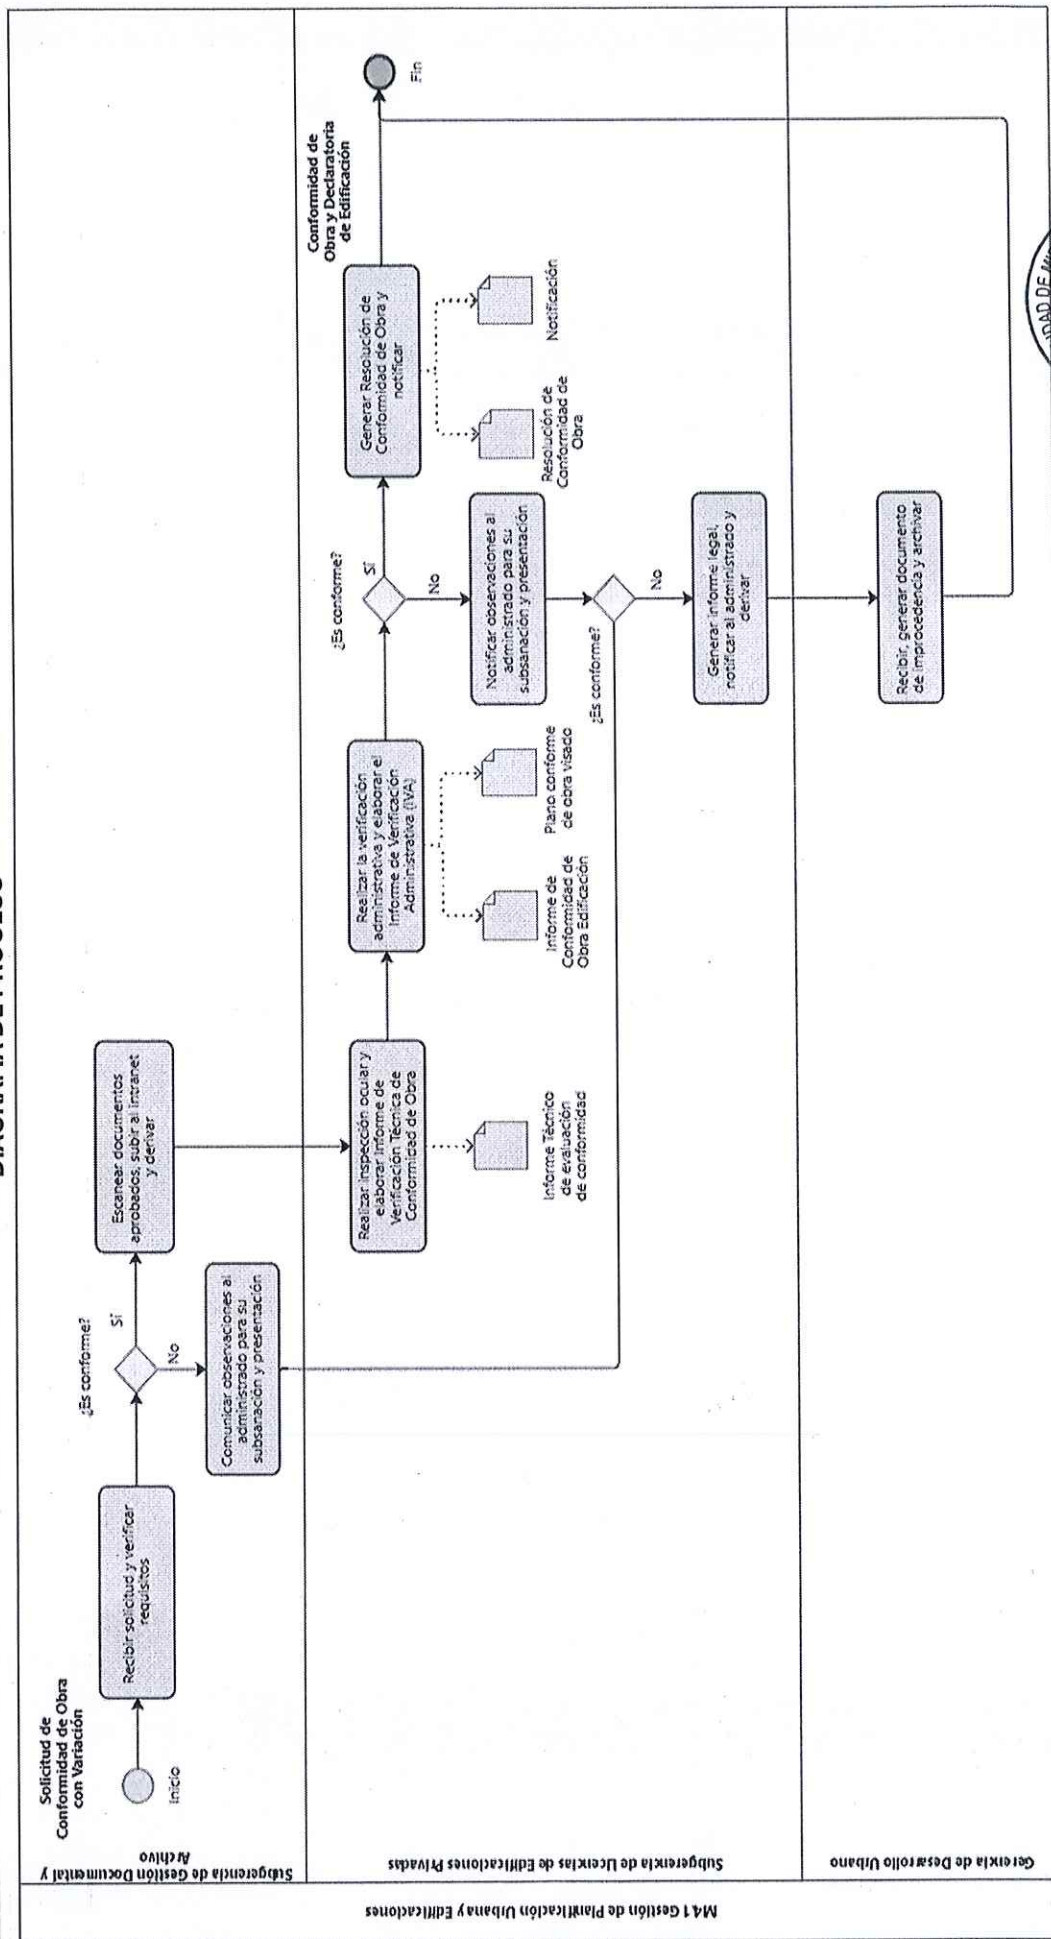 DIAGRAMA DE PROCESO
M4.1 Gestión de Planificación Urbana y Edificaciones
Subgerencia de Gestión Documental y
Archivo
Solicitud de
Conformidad de Obra
con Variación
Inicio
Recibir solicitud y verificar
requisitos
¿Es conforme?
Sí
No
Comunicar observaciones al
administrado para su
subsanación y presentación
Escanear documentos
aprobados, subir al Intranet
y derivar
Subgerencia de Licencias de Edificaciones Privadas
Realizar inspección ocular y
elaborar Informe de
Verificación Técnica de
Conformidad de Obra
Informe Técnico
de evaluación
de conformidad
Realizar la verificación
administrativa y elaborar el
Informe de Verificación
Administrativa (IVA)
Informe de
Conformidad de
Obra Edificación
Plano conforme
de obra visado
¿Es conforme?
Sí
No
Notificar observaciones al
administrado para su
subsanación y presentación
¿Es conforme?
No
Generar informe legal,
notificar al administrado y
derivar
Generar Resolución de
Conformidad de Obra y
notificar
Resolución de
Conformidad de
Obra
Notificación
Conformidad de
Obra y Declaratoria
de Edificación
Fin
Gerencia de Desarrollo Urbano
Recibir, generar documento
de improcedencia y archivar